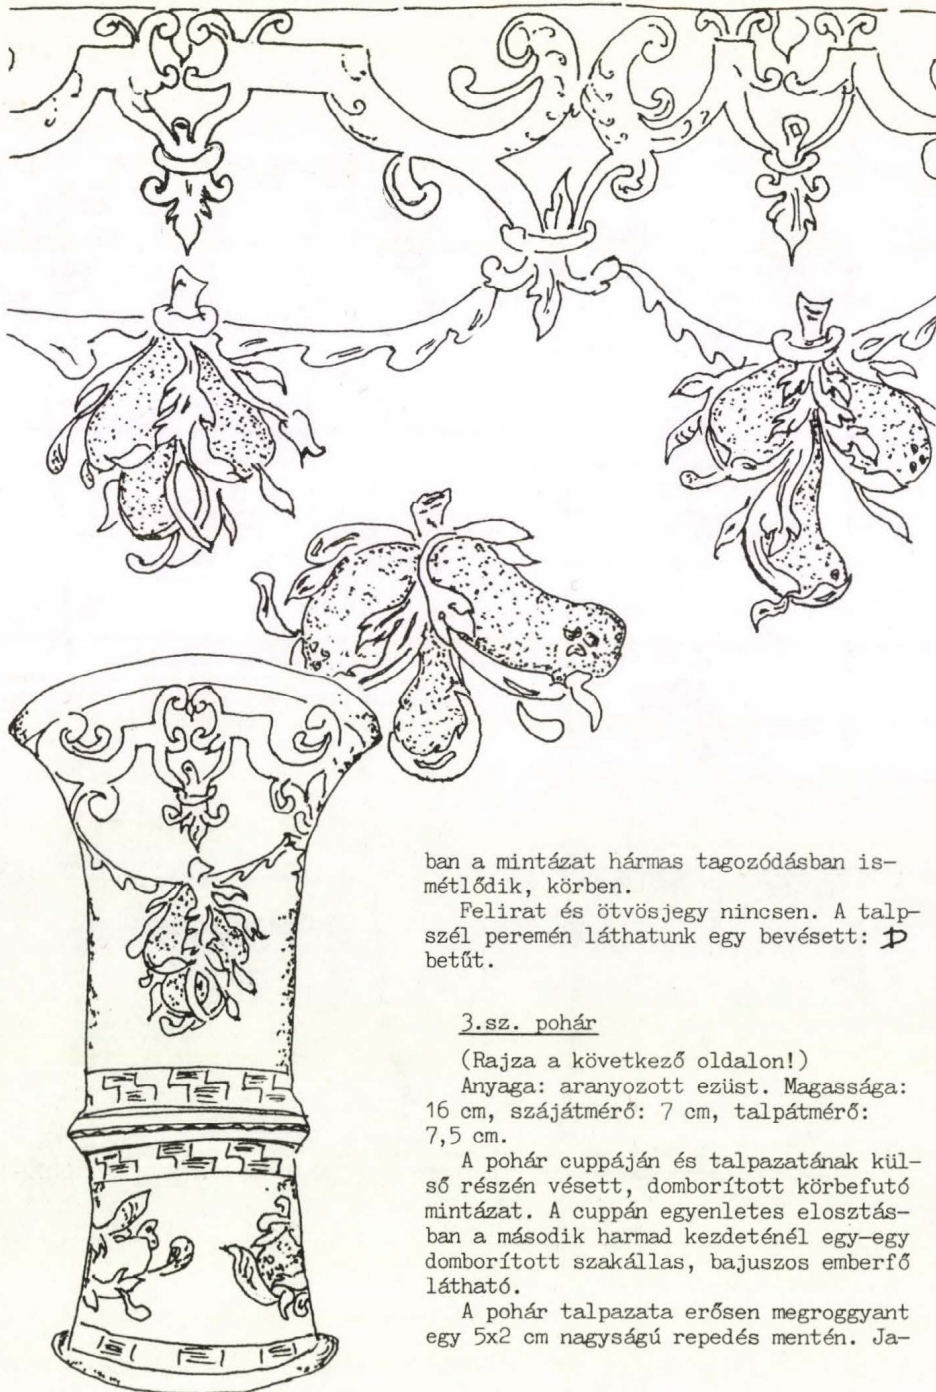 ban a mintázat hármas tagozódásban is-
métlődik, körben.
Felirat és ötvösjegy nincsen. A talp-
szél peremén láthatunk egy bevésett: D
betűt.
3.sz. pohár
(Rajza a következő oldalon!)
Anyaga: aranyozott ezüst. Magassága:
16 cm, szájátmérő: 7 cm, talpátmérő:
7,5 cm.
A pohár cuppáján és talpazatának kül-
ső részén vésett, domborított körbefutó
mintázat. A cuppán egyenletes elosztás-
ban a második harmad kezdeténél egy-egy
domborított szakállas, bajuszos emberfő
látható.
A pohár talpazata erősen megroggyant
egy 5x2 cm nagyságú repedés mentén. Ja-